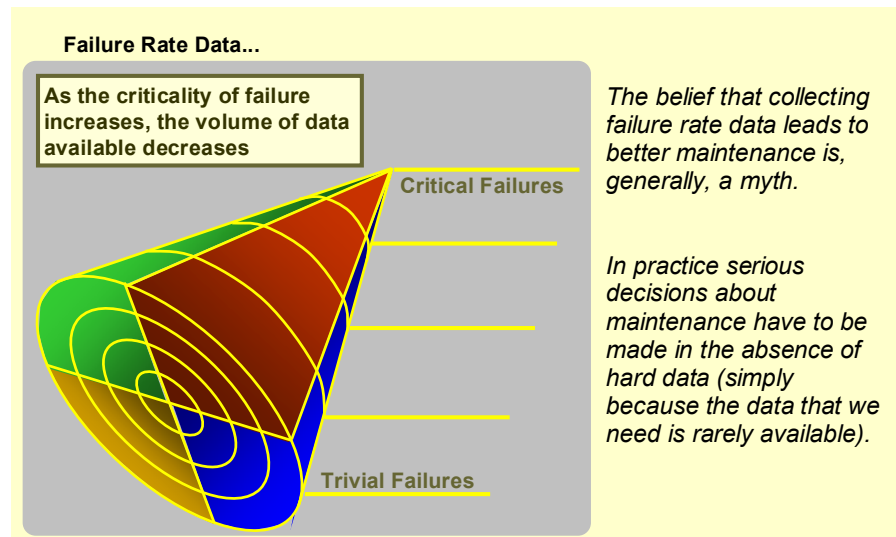 Failure Rate Data...
As the criticality of failure
increases, the volume of data
available decreases
Critical Failures
Trivial Failures
The belief that collecting
failure rate data leads to
better maintenance is,
generally, a myth.
In practice serious
decisions about
maintenance have to be
made in the absence of
hard data (simply
because the data that we
need is rarely available).